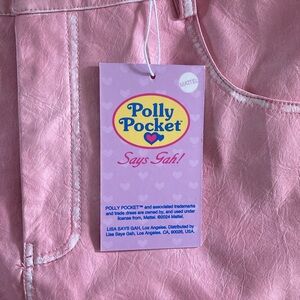 MATTEL
Polly
Pocket
Says Gah!
POLLY POCKET™ and associated trademarks
and trade dress are owned by, and used under
license from, Mattel. ©2024 Mattel.
LISA SAYS GAH, Los Angeles. Distributed by
Lisa Says Gah, Los Angeles, CA, 90026, USA.